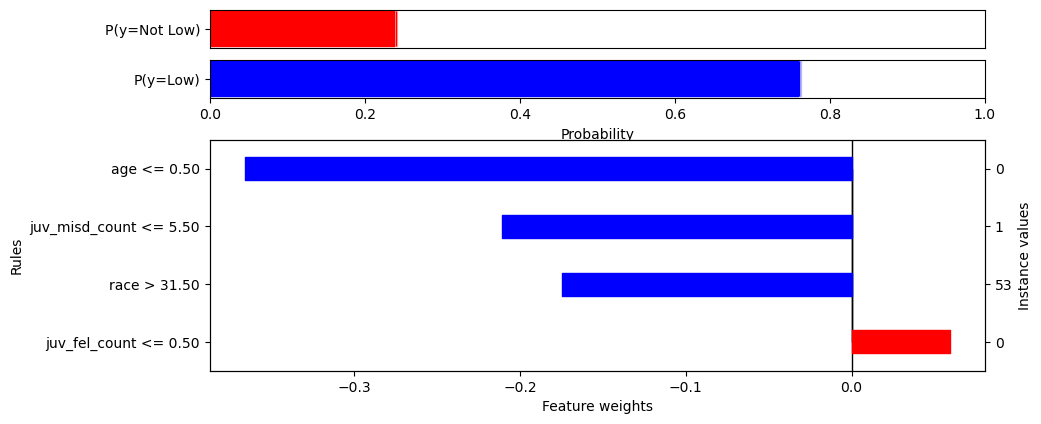 P(y=Not Low)
P(y=Low)
0.0 0.2 0.4 0.6 0.8 1.0
Probability
age <= 0.50 0
juv_misd_count <= 5.50 1
race > 31.50 53
juv_fel_count <= 0.50 0
Rules
Instance values
−0.3 −0.2 −0.1 0.0
Feature weights